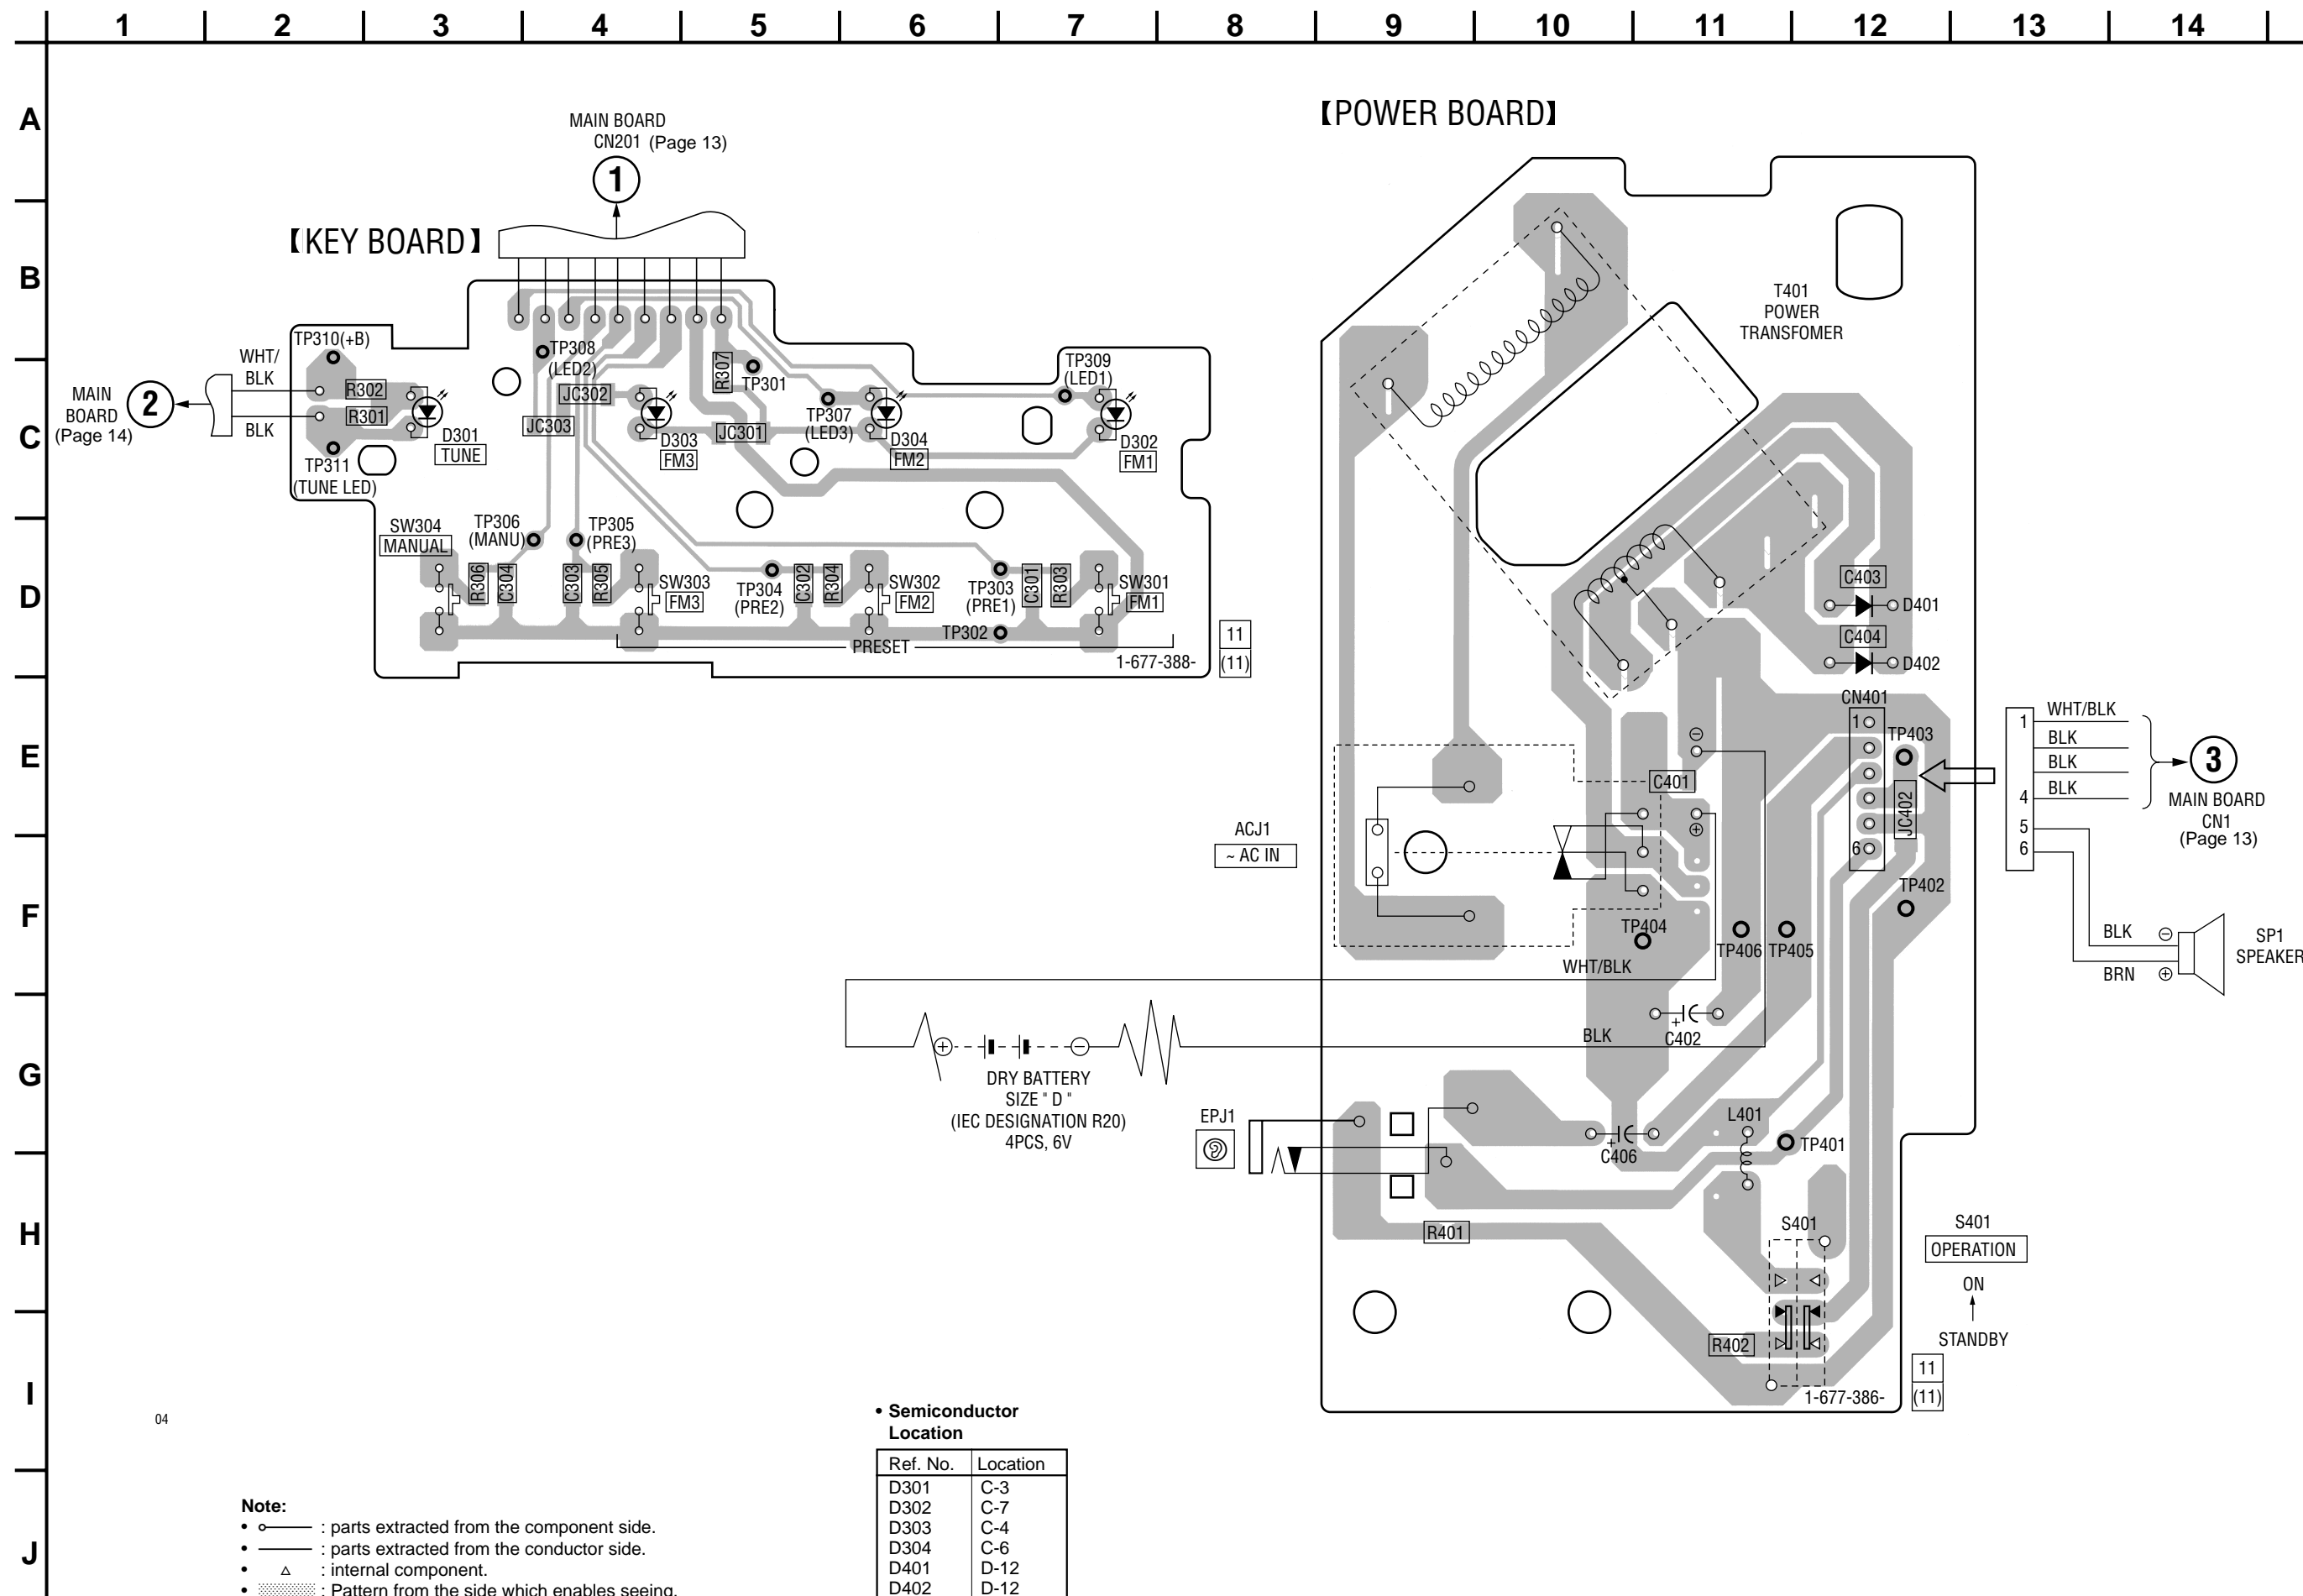 1 2 3 4 5 6 7 8 9 10 11 12 13 14
A
B
C
D
E
F
G
H
I
J
MAIN BOARD
CN201 (Page 13)
1
【KEY BOARD】
TP310(+B)
WHT/
BLK
BLK
MAIN
BOARD
(Page 14)
2
R302
R301
TP311
(TUNE LED)
D301
TUNE
TP308
(LED2)
JC302
JC303
R307
TP301
D303
FM3
JC301
TP307
(LED3)
D304
FM2
TP309
(LED1)
D302
FM1
SW304
MANUAL
TP306
(MANU)
TP305
(PRE3)
R306
C304
C303
R305
SW303
FM3
TP304
(PRE2)
C302
R304
SW302
FM2
TP303
(PRE1)
C301
R303
SW301
FM1
TP302
PRESET
1-677-388-
11
(11)
【POWER BOARD】
T401
POWER
TRANSFOMER
C403
D401
C404
D402
CN401
1
6
TP403
JC402
C401
⊖
⊕
ACJ1
~ AC IN
TP402
TP404
TP406
TP405
WHT/BLK
C402
+
BLK
⊕
⊖
DRY BATTERY
SIZE " D "
(IEC DESIGNATION R20)
4PCS, 6V
EPJ1
L401
TP401
+
C406
R401
S401
R402
1-677-386-
11
(11)
S401
OPERATION
ON
STANDBY
1
4
5
6
WHT/BLK
BLK
BLK
BLK
3
MAIN BOARD
CN1
(Page 13)
BLK ⊖
BRN ⊕
SP1
SPEAKER
04
• Semiconductor
Location
Ref. No. Location
D301 C-3
D302 C-7
D303 C-4
D304 C-6
D401 D-12
D402 D-12
Note:
• : parts extracted from the component side.
• : parts extracted from the conductor side.
• △ : internal component.
• : Pattern from the side which enables seeing.